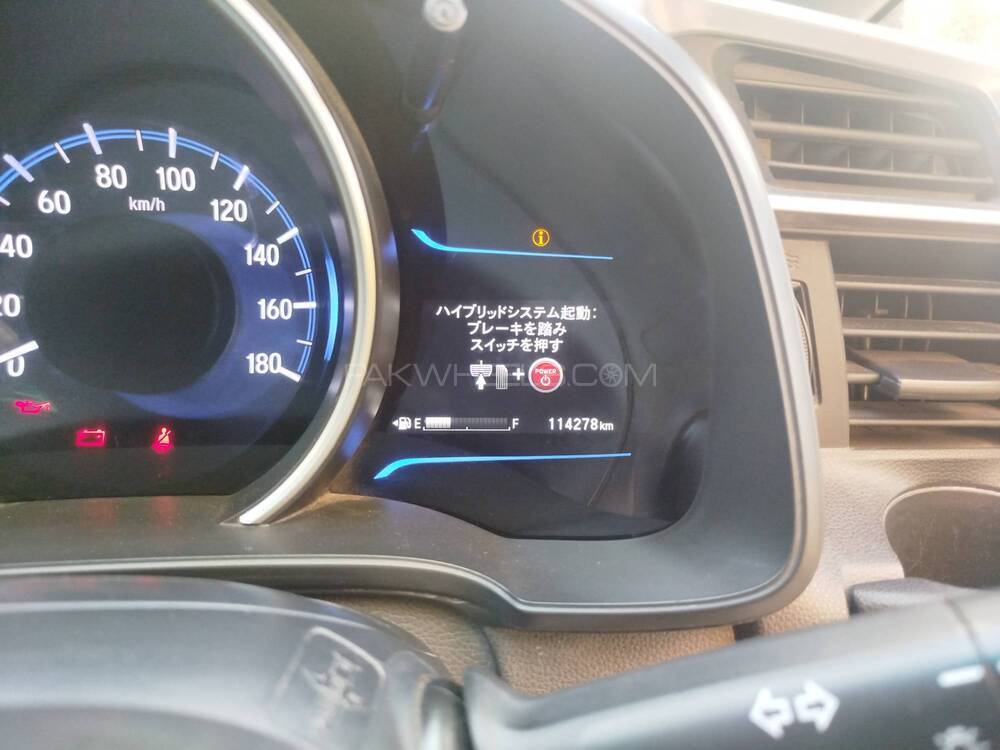 80
100
60
km/h
120
40
140
20
160
0
180
ハイブリッドシステム起動:
ブレーキを踏み
スイッチを押す
+ POWER
PAKWHEELS.COM
E F 114278km